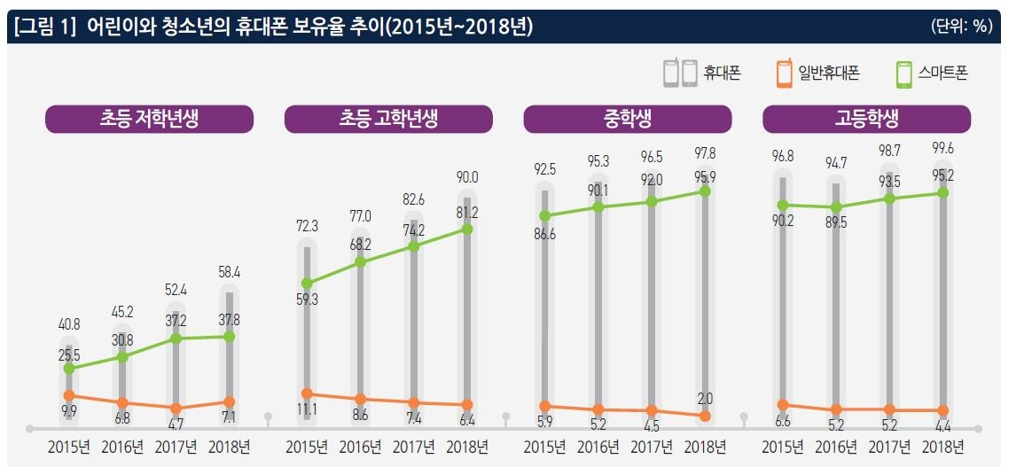 [그림 1] 어린이와 청소년의 휴대폰 보유율 추이(2015년~2018년) (단위: %)
휴대폰 일반휴대폰 스마트폰
초등 저학년생 초등 고학년생 중학생 고등학생
40.8 45.2 52.4 58.4
25.5 30.8 37.2 37.8
9.9 6.8 4.7 7.1
72.3 77.0 82.6 90.0
59.3 68.2 74.2 81.2
11.1 8.6 7.4 6.4
92.5 95.3 96.5 97.8
86.6 90.1 92.0 95.9
5.9 5.2 4.5 2.0
96.8 94.7 98.7 99.6
90.2 89.5 93.5 95.2
6.6 5.2 5.2 4.4
2015년 2016년 2017년 2018년 2015년 2016년 2017년 2018년 2015년 2016년 2017년 2018년 2015년 2016년 2017년 2018년